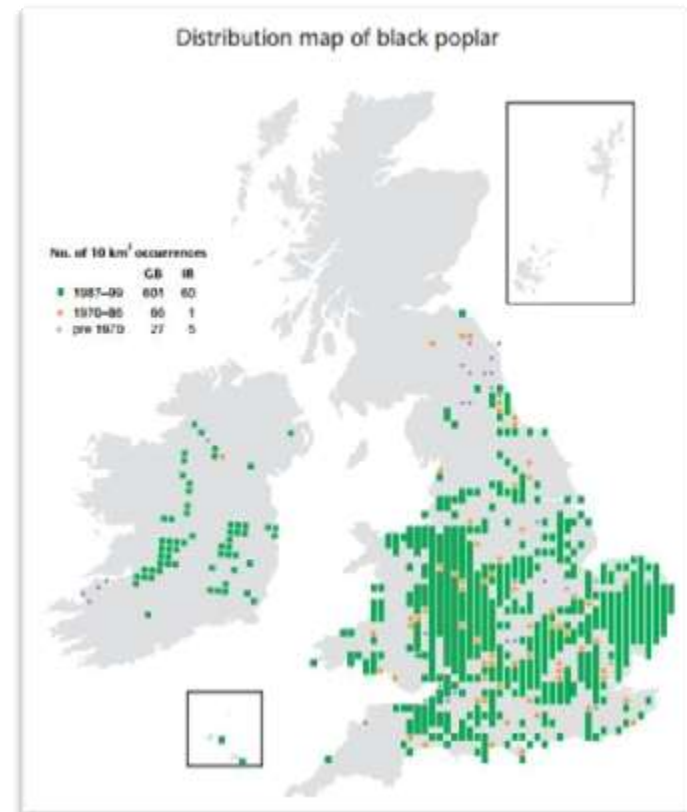 Distribution map of black poplar
No. of 10 km² occurrences
GB IR
1987–99 601 60
1970–86 66 1
pre 1970 27 5